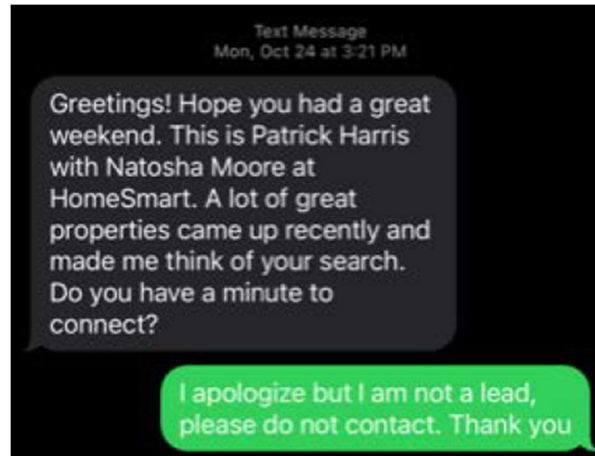 Text Message
Mon, Oct 24 at 3:21 PM
Greetings! Hope you had a great
weekend. This is Patrick Harris
with Natosha Moore at
HomeSmart. A lot of great
properties came up recently and
made me think of your search.
Do you have a minute to
connect?
I apologize but I am not a lead,
please do not contact. Thank you